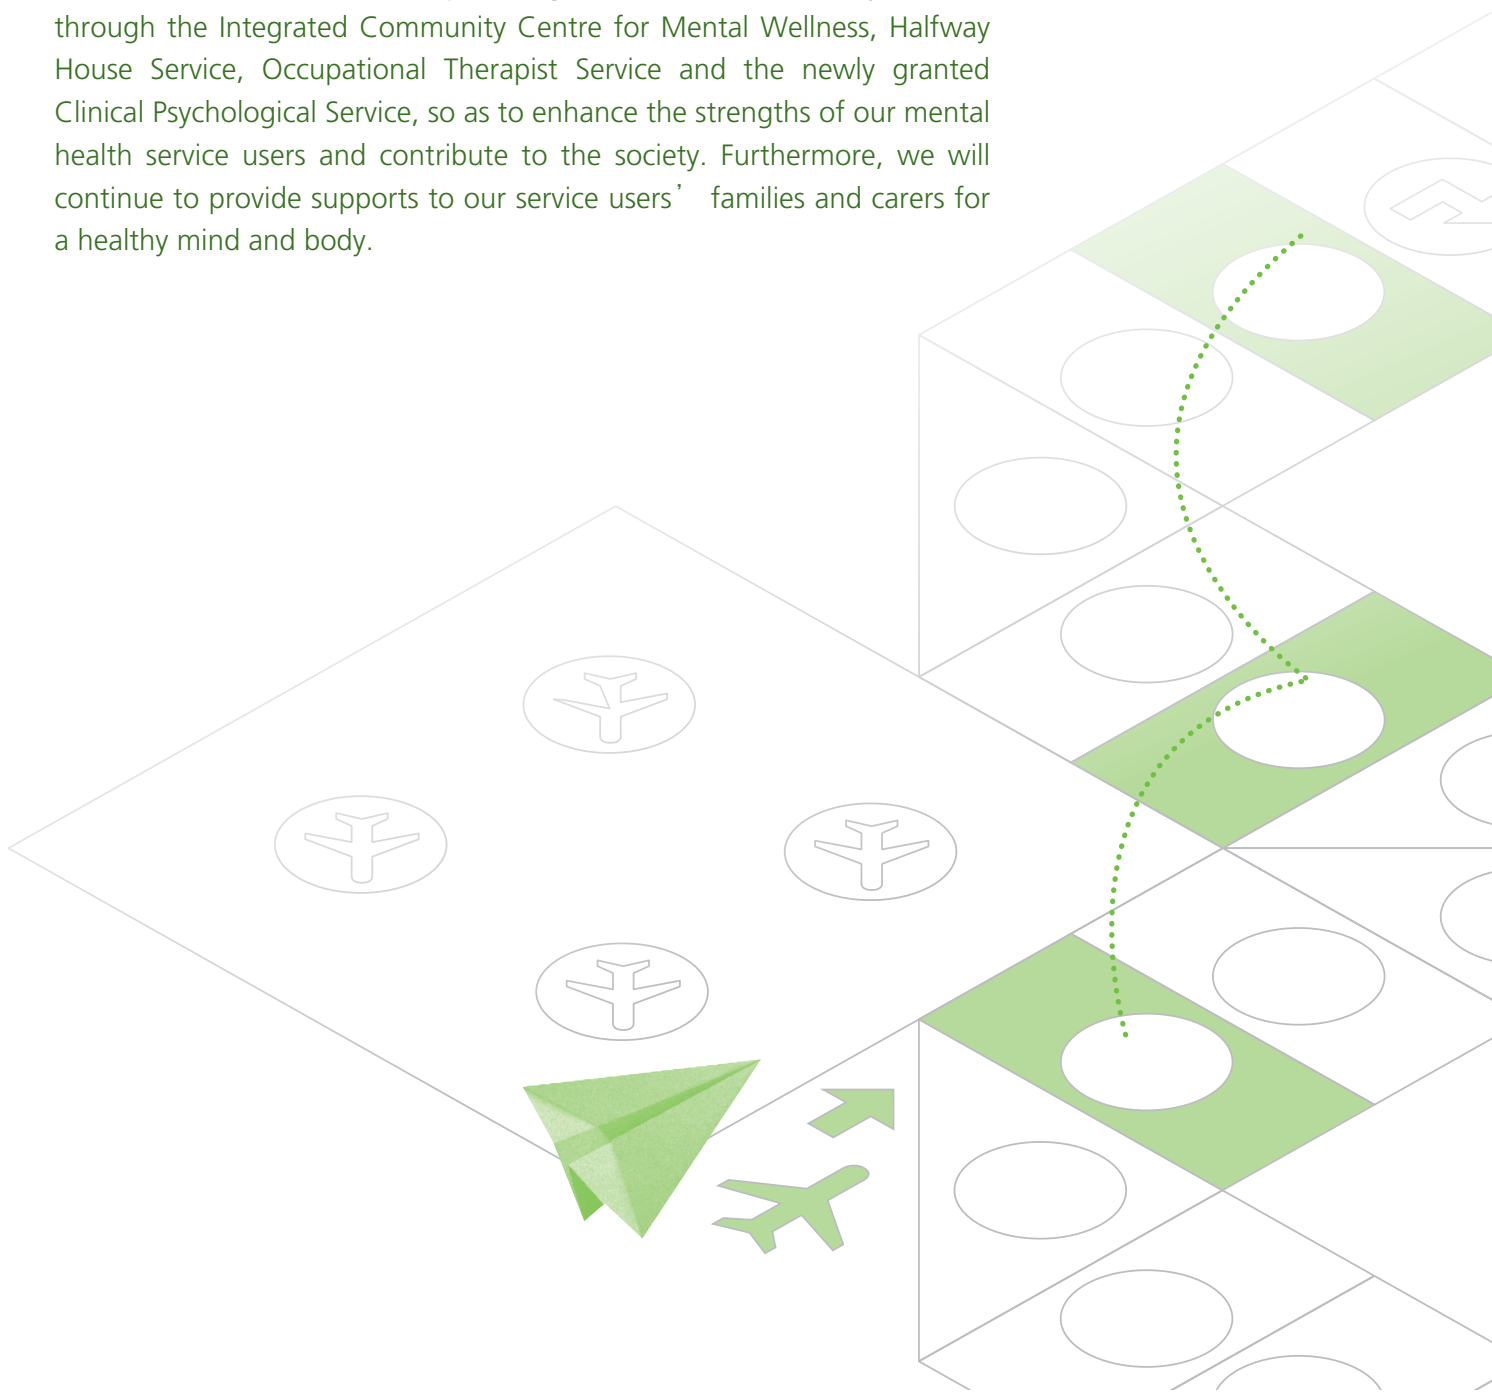 through the Integrated Community Centre for Mental Wellness, Halfway
House Service, Occupational Therapist Service and the newly granted
Clinical Psychological Service, so as to enhance the strengths of our mental
health service users and contribute to the society. Furthermore, we will
continue to provide supports to our service users’ families and carers for
a healthy mind and body.